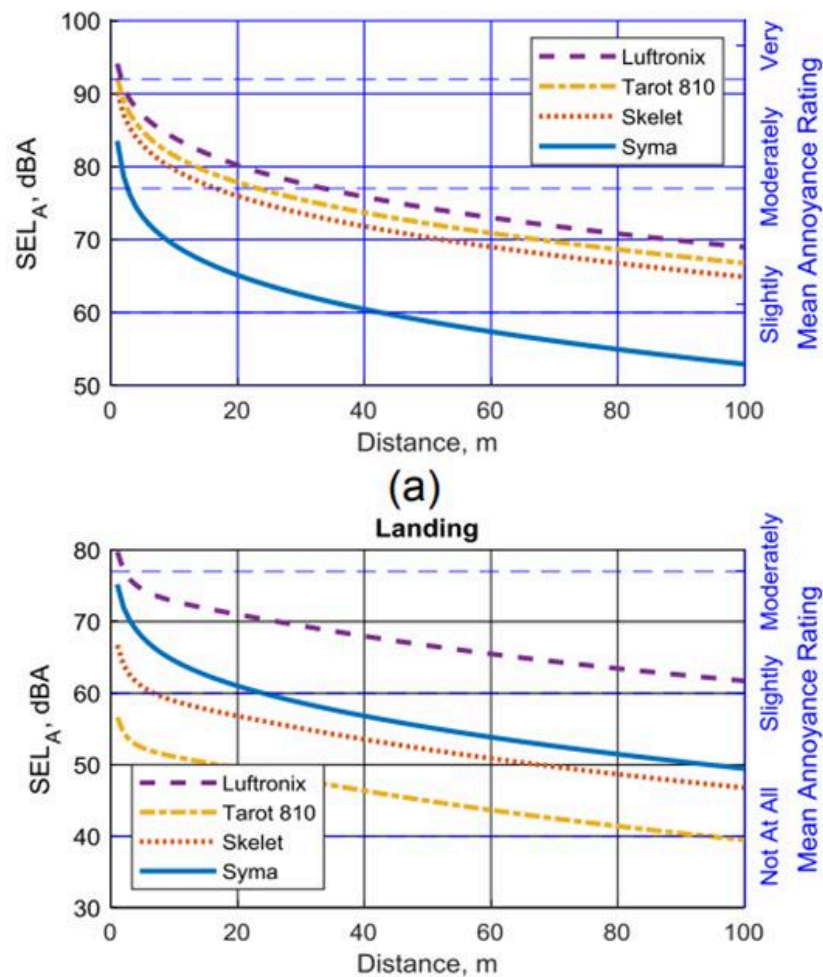 100
90
80
70
60
50
SEL_A, dBA
0 20 40 60 80 100
Distance, m
Luftronix
Tarot 810
Skelet
Syma
Slightly Moderately Very
Mean Annoyance Rating
(a)
Landing
80
70
60
50
40
30
SEL_A, dBA
Luftronix
Tarot 810
Skelet
Syma
0 20 40 60 80 100
Distance, m
Not At All Slightly Moderately
Mean Annoyance Rating